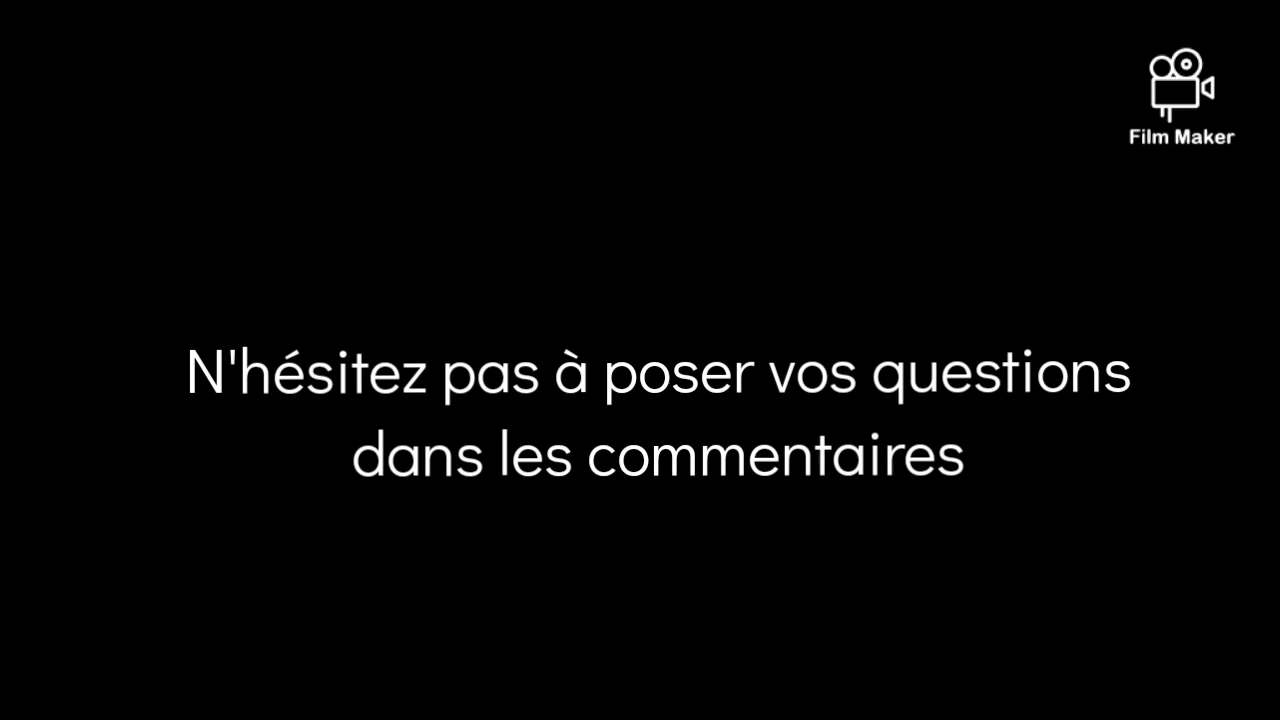 Film Maker
N'hésitez pas à poser vos questions
dans les commentaires